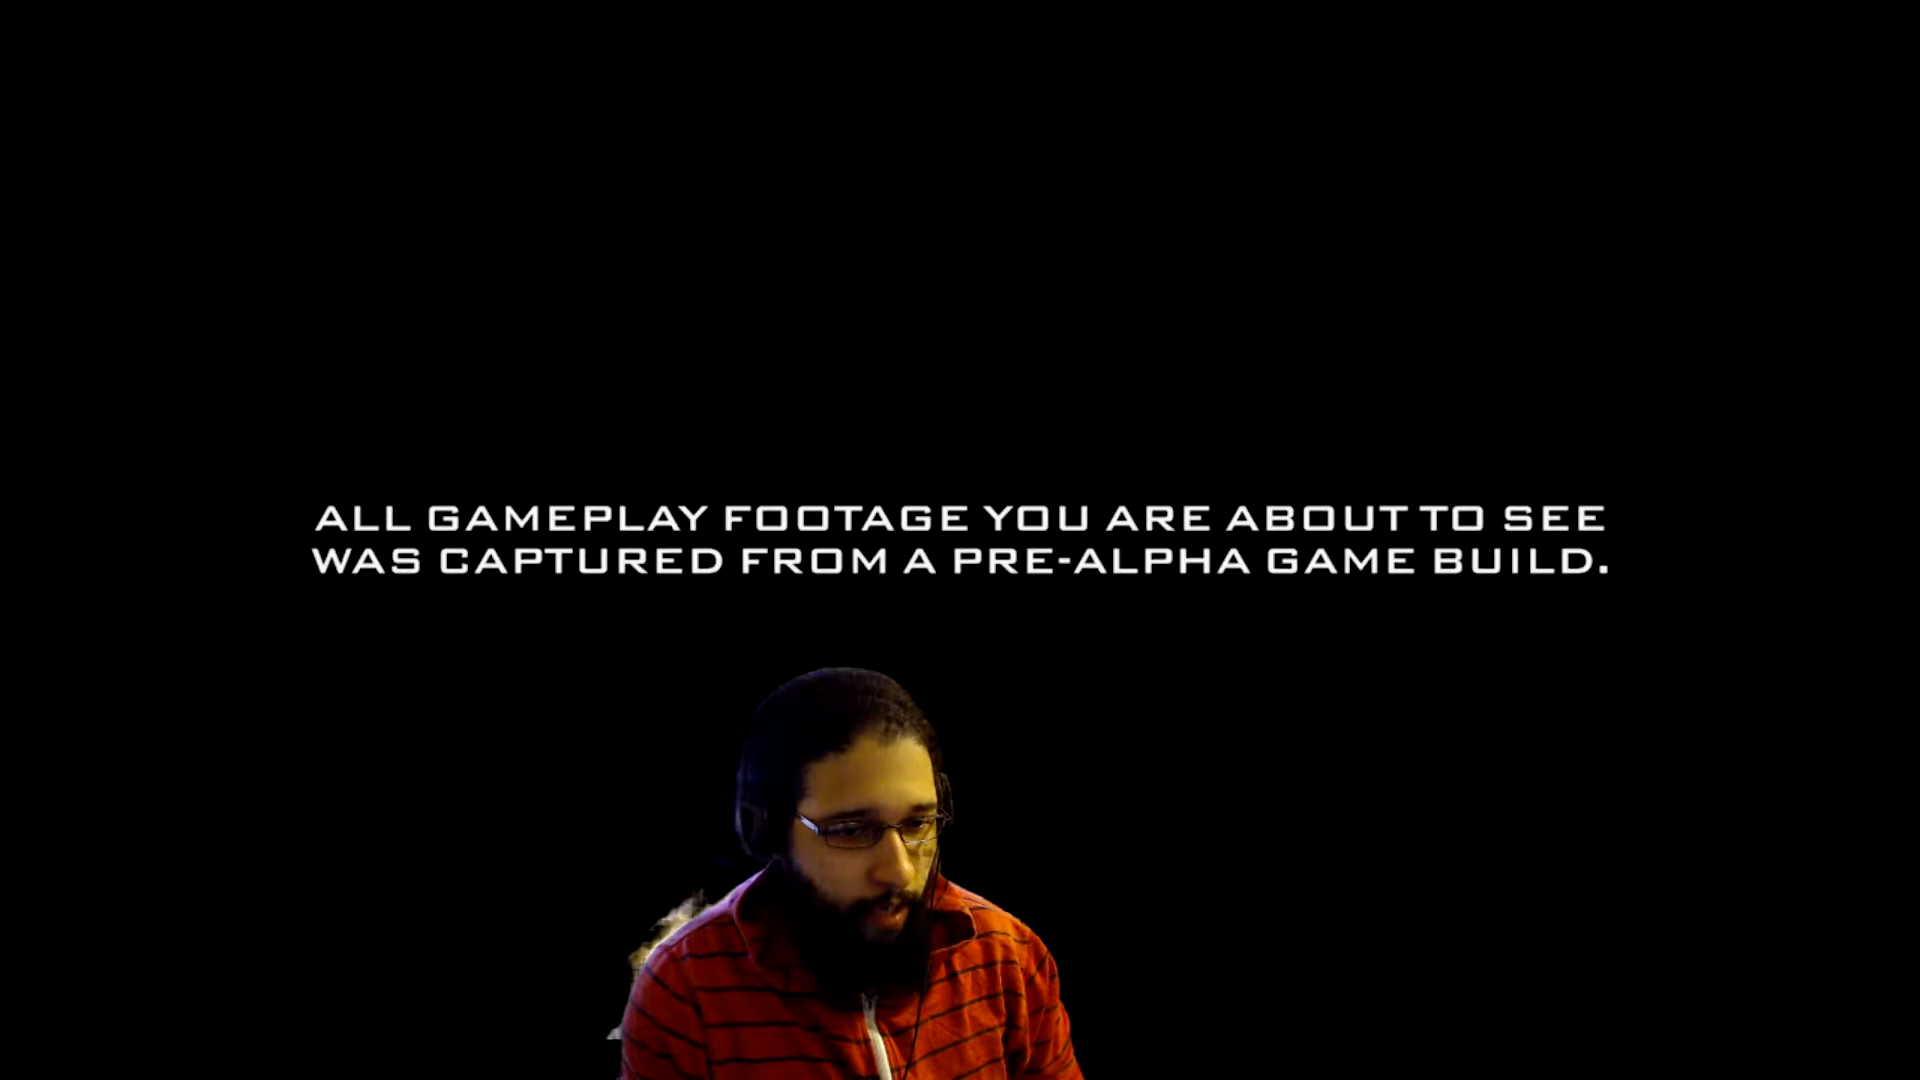 ALL GAMEPLAY FOOTAGE YOU ARE ABOUT TO SEE
WAS CAPTURED FROM A PRE-ALPHA GAME BUILD.